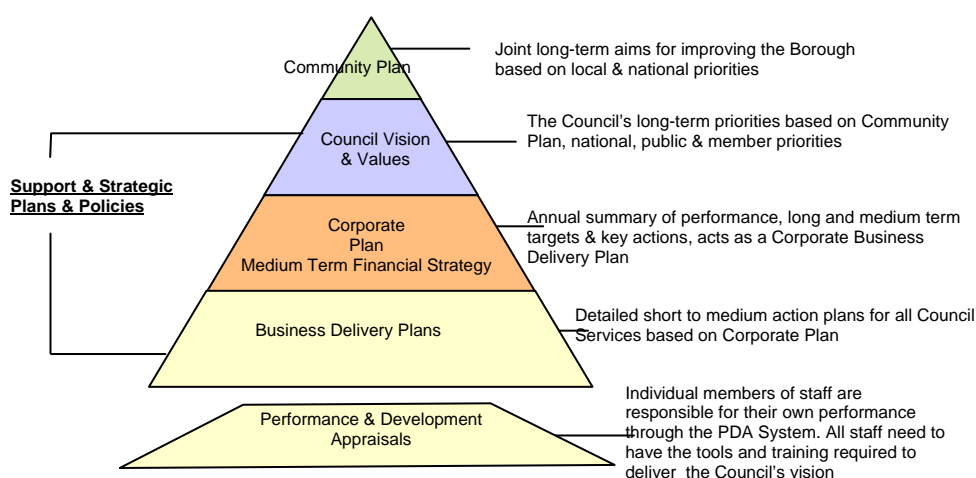 Community Plan
Joint long-term aims for improving the Borough
based on local & national priorities
Council Vision
& Values
The Council's long-term priorities based on Community
Plan, national, public & member priorities
Support & Strategic
Plans & Policies
Corporate
Plan
Medium Term Financial Strategy
Annual summary of performance, long and medium term
targets & key actions, acts as a Corporate Business
Delivery Plan
Business Delivery Plans
Detailed short to medium action plans for all Council
Services based on Corporate Plan
Performance & Development
Appraisals
Individual members of staff are
responsible for their own performance
through the PDA System. All staff need to
have the tools and training required to
deliver the Council's vision